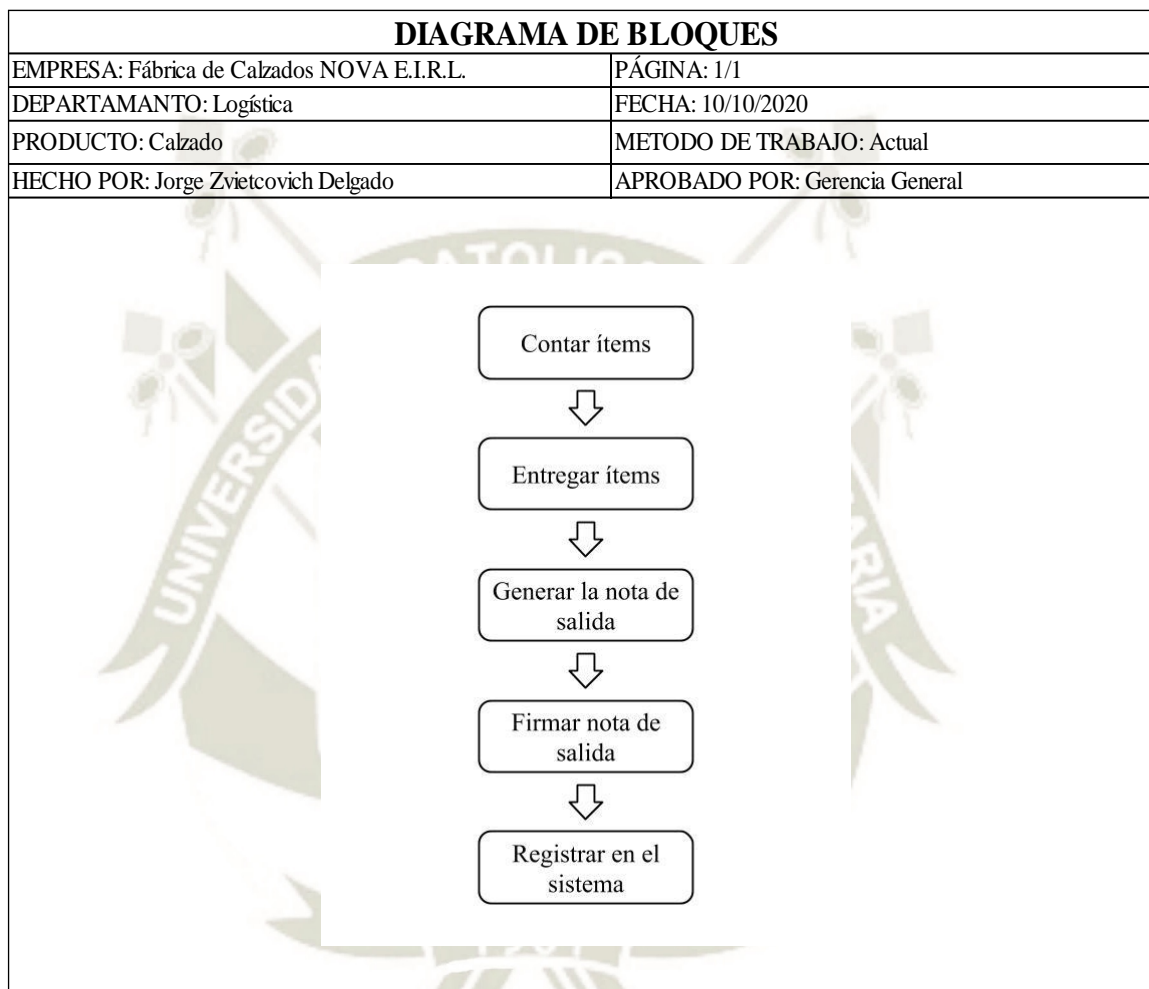 DIAGRAMA DE BLOQUES
EMPRESA: Fábrica de Calzados NOVA E.I.R.L.
PÁGINA: 1/1
DEPARTAMANTO: Logística
FECHA: 10/10/2020
PRODUCTO: Calzado
METODO DE TRABAJO: Actual
HECHO POR: Jorge Zvietcovich Delgado
APROBADO POR: Gerencia General
Contar ítems
Entregar ítems
Generar la nota de
salida
Firmar nota de
salida
Registrar en el
sistema